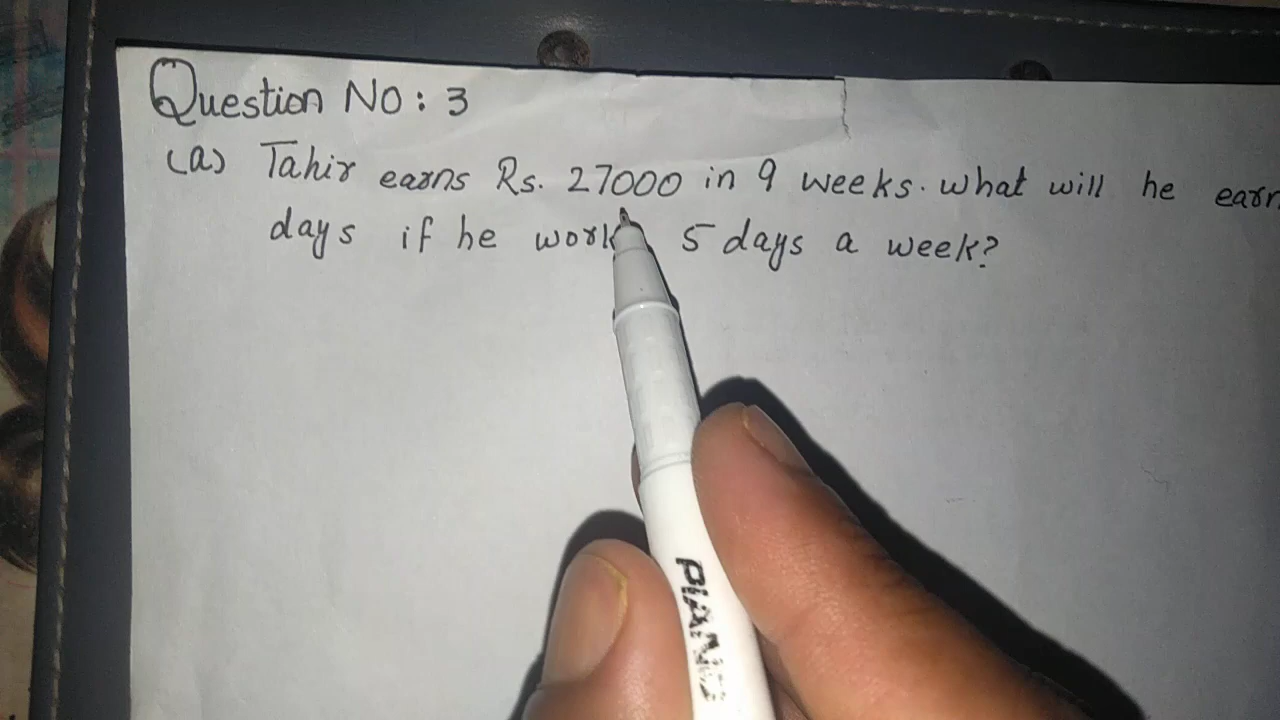 Question No: 3
(a) Tahir earns Rs. 27000 in 9 weeks. what will he earn
days if he work 5 days a week?
PIANO